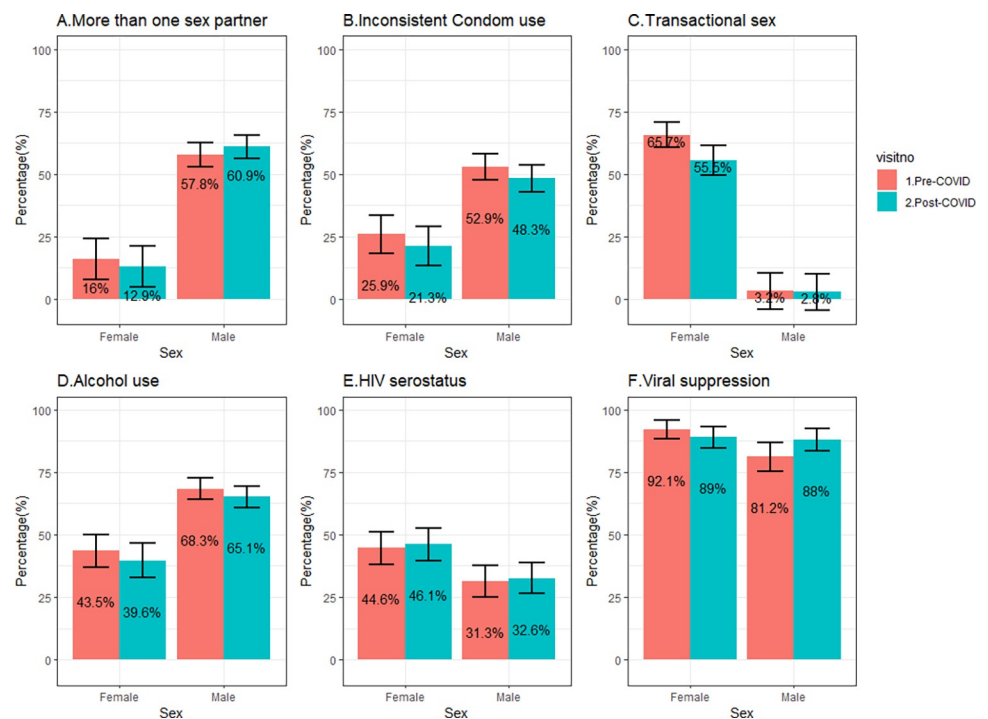 A.More than one sex partner
100
75
50
25
0
Percentage(%)
16%
12.9%
57.8%
60.9%
Female
Male
Sex
B.Inconsistent Condom use
100
75
50
25
0
Percentage(%)
25.9%
21.3%
52.9%
48.3%
Female
Male
Sex
C.Transactional sex
100
75
50
25
0
Percentage(%)
65.7%
55.5%
3.2%
2.8%
Female
Male
Sex
visitno
1.Pre-COVID
2.Post-COVID
D.Alcohol use
100
75
50
25
0
Percentage(%)
43.5%
39.6%
68.3%
65.1%
Female
Male
Sex
E.HIV serostatus
100
75
50
25
0
Percentage(%)
44.6%
46.1%
31.3%
32.6%
Female
Male
Sex
F.Viral suppression
100
75
50
25
0
Percentage(%)
92.1%
89%
81.2%
88%
Female
Male
Sex